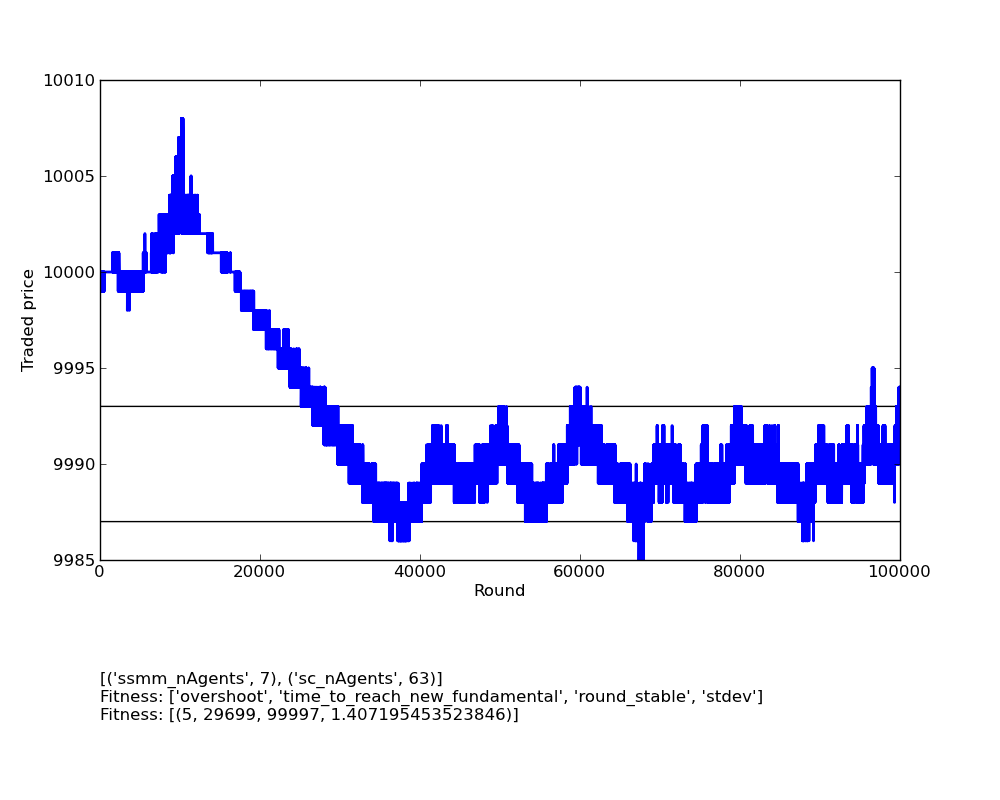 10010
10005
10000
9995
9990
9985
Traded price
0 20000 40000 60000 80000 100000
Round
[('ssmm_nAgents', 7), ('sc_nAgents', 63)]
Fitness: ['overshoot', 'time_to_reach_new_fundamental', 'round_stable', 'stdev']
Fitness: [(5, 29699, 99997, 1.407195453523846)]